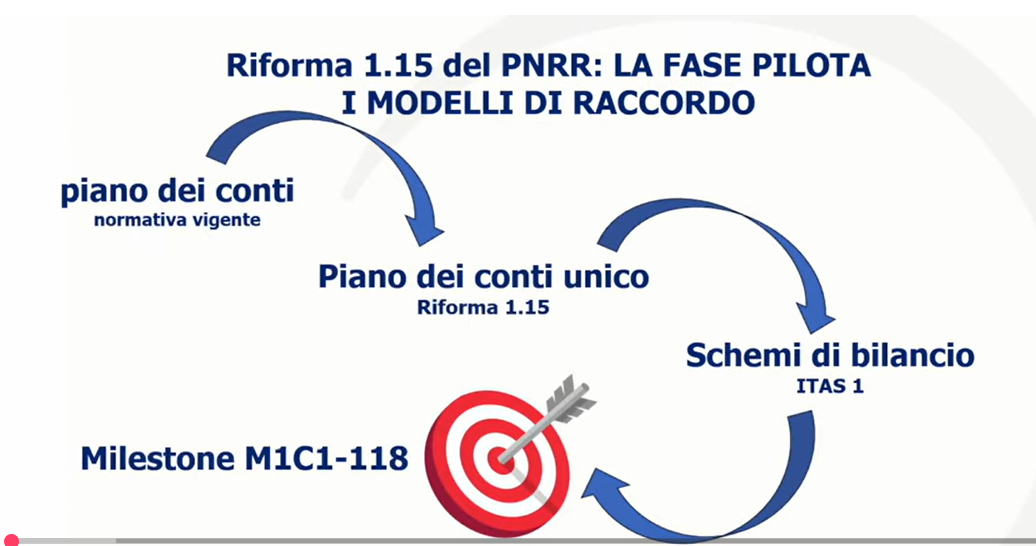 Riforma 1.15 del PNRR: LA FASE PILOTA
I MODELLI DI RACCORDO
piano dei conti
normativa vigente
Piano dei conti unico
Riforma 1.15
Schemi di bilancio
ITAS 1
Milestone M1C1-118